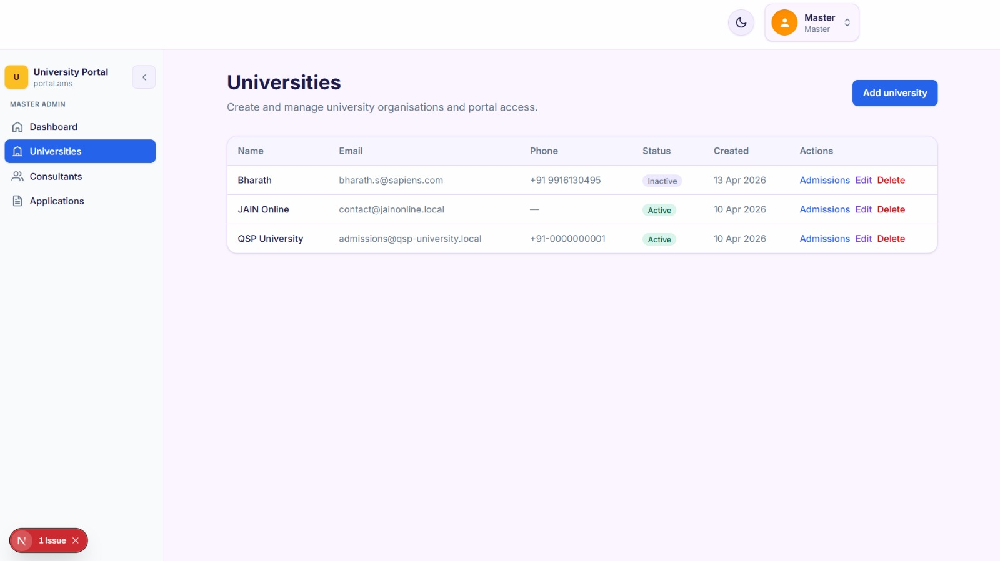 Master
Master
U
University Portal
portal.ams
MASTER ADMIN
Dashboard
Universities
Consultants
Applications
Universities
Create and manage university organisations and portal access.
Add university
Name Email Phone Status Created Actions
Bharath bharath.s@sapiens.com +91 9916130495 Inactive 13 Apr 2026 Admissions Edit Delete
JAIN Online contact@jainonline.local — Active 10 Apr 2026 Admissions Edit Delete
QSP University admissions@qsp-university.local +91-0000000001 Active 10 Apr 2026 Admissions Edit Delete
N 1 Issue